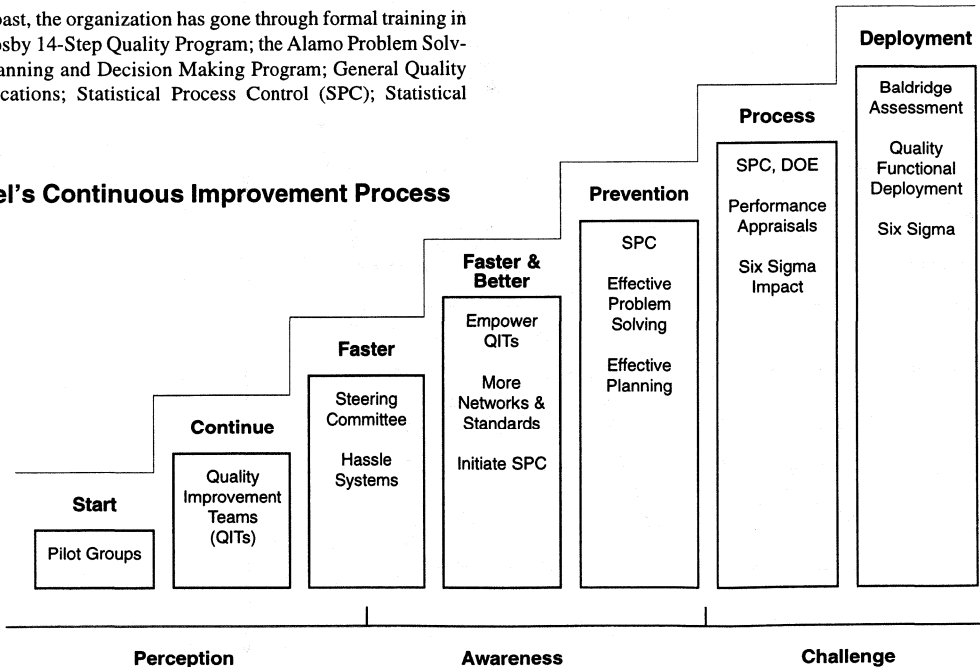 past, the organization has gone through formal training in
osby 14-Step Quality Program; the Alamo Problem Solv-
anning and Decision Making Program; General Quality
ications; Statistical Process Control (SPC); Statistical
el's Continuous Improvement Process
Start
Pilot Groups
Continue
Quality
Improvement
Teams
(QITs)
Faster
Steering
Committee
Hassle
Systems
Faster &
Better
Empower
QITs
More
Networks &
Standards
Initiate SPC
Prevention
SPC
Effective
Problem
Solving
Effective
Planning
Process
SPC, DOE
Performance
Appraisals
Six Sigma
Impact
Deployment
Baldridge
Assessment
Quality
Functional
Deployment
Six Sigma
Perception
Awareness
Challenge